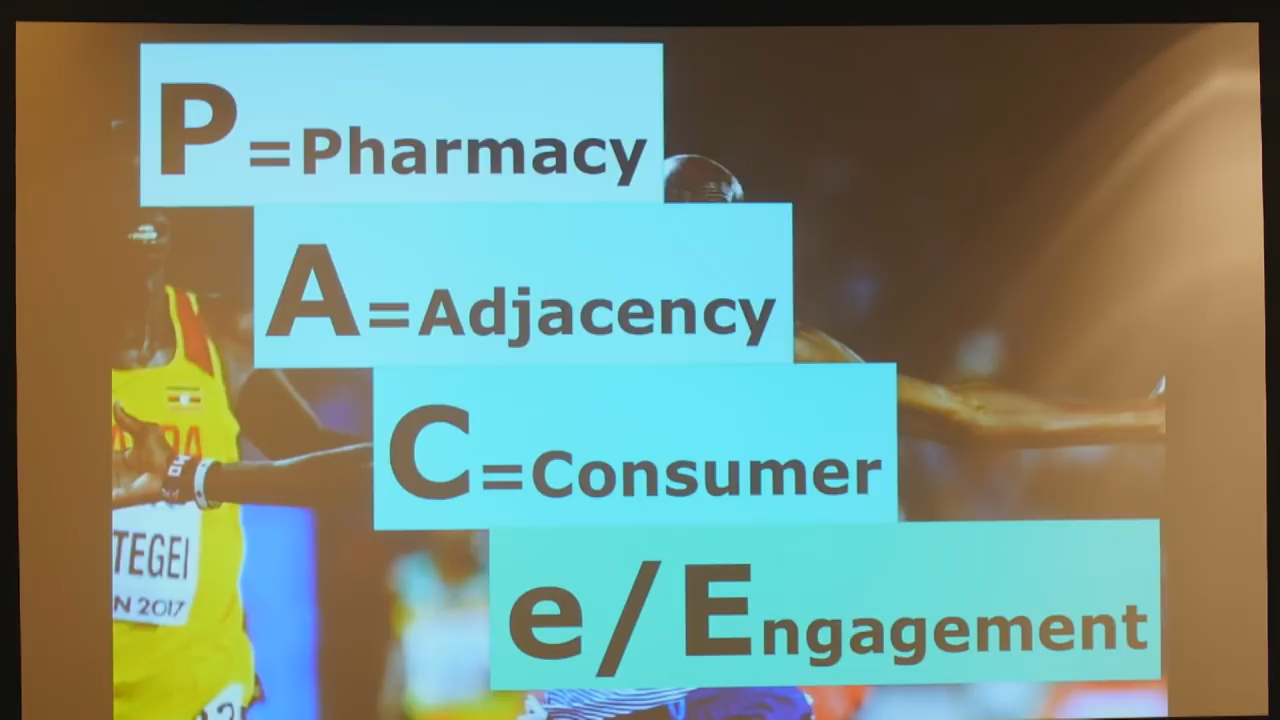 P=Pharmacy
A=Adjacency
C=Consumer
e/Engagement
TEGEI
N 2017